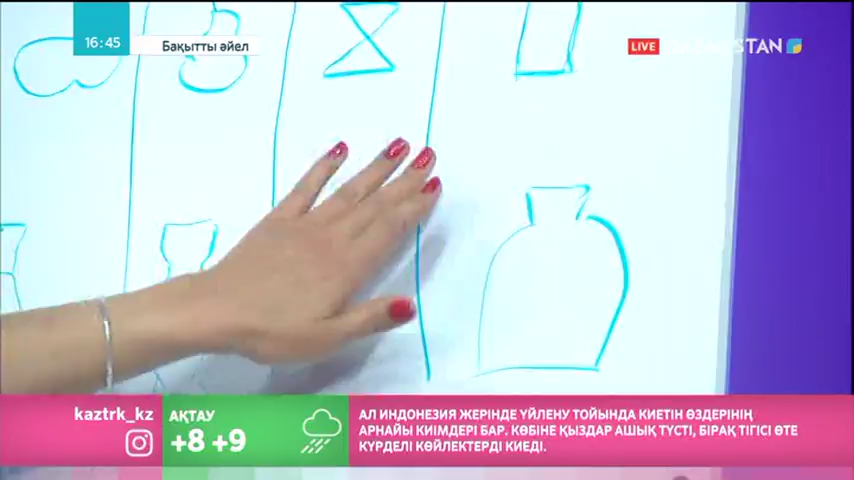 16:45
Бақытты әйел
LIVE
QAZAQSTAN
kaztrk_kz
АҚТАУ
+8 +9
АЛ ИНДОНЕЗИЯ ЖЕРІНДЕ ҮЙЛЕНУ ТОЙЫНДА КИЕТІН ӨЗДЕРІНІҢ
АРНАЙЫ КИІМДЕРІ БАР. КӨБІНЕ ҚЫЗДАР АШЫҚ ТҮСТІ, БІРАҚ ТІГІСІ ӨТЕ
КҮРДЕЛІ КӨЙЛЕКТЕРДІ КИЕДІ.